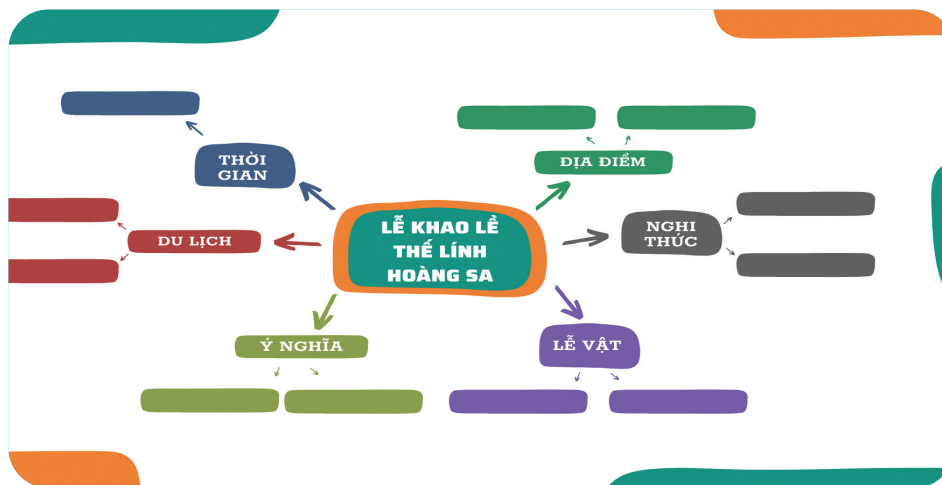 THỜI
GIAN
ĐỊA ĐIỂM
DU LỊCH
LỄ KHAO LỀ
THẾ LÍNH
HOÀNG SA
NGHI
THỨC
Ý NGHĨA
LỄ VẬT